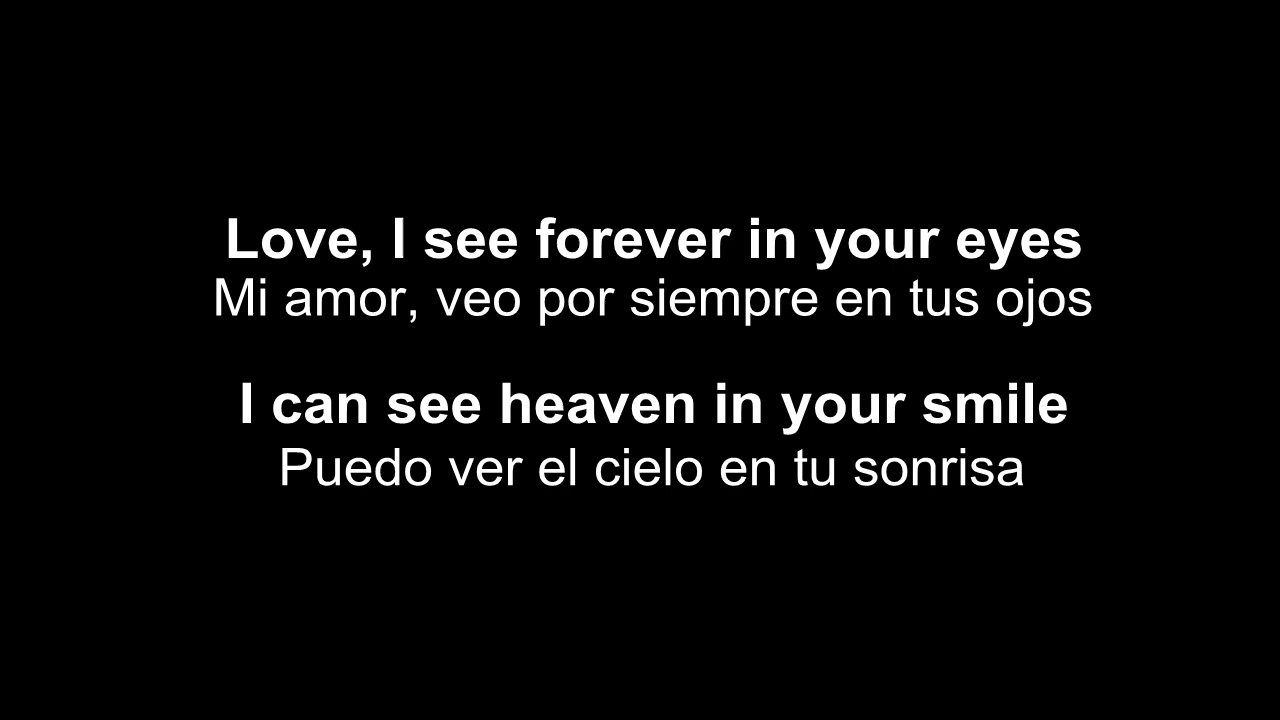 Love, I see forever in your eyes
Mi amor, veo por siempre en tus ojos
I can see heaven in your smile
Puedo ver el cielo en tu sonrisa